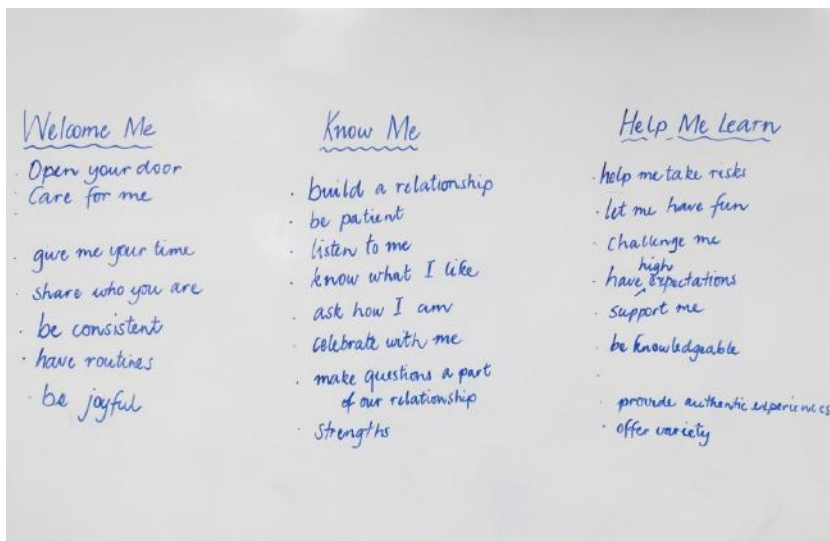 Welcome Me
· Open your door
· Care for me
·
· give me your time
· share who you are
· be consistent
· have routines
· be joyful
Know Me
· build a relationship
· be patient
· listen to me
· know what I like
· ask how I am
· celebrate with me
· make questions a part
of our relationship
· strengths
Help Me Learn
· help me take risks
· let me have fun
· challenge me
· have high expectations
· support me
· be knowledgeable
·
provide authentic experiences
· offer variety